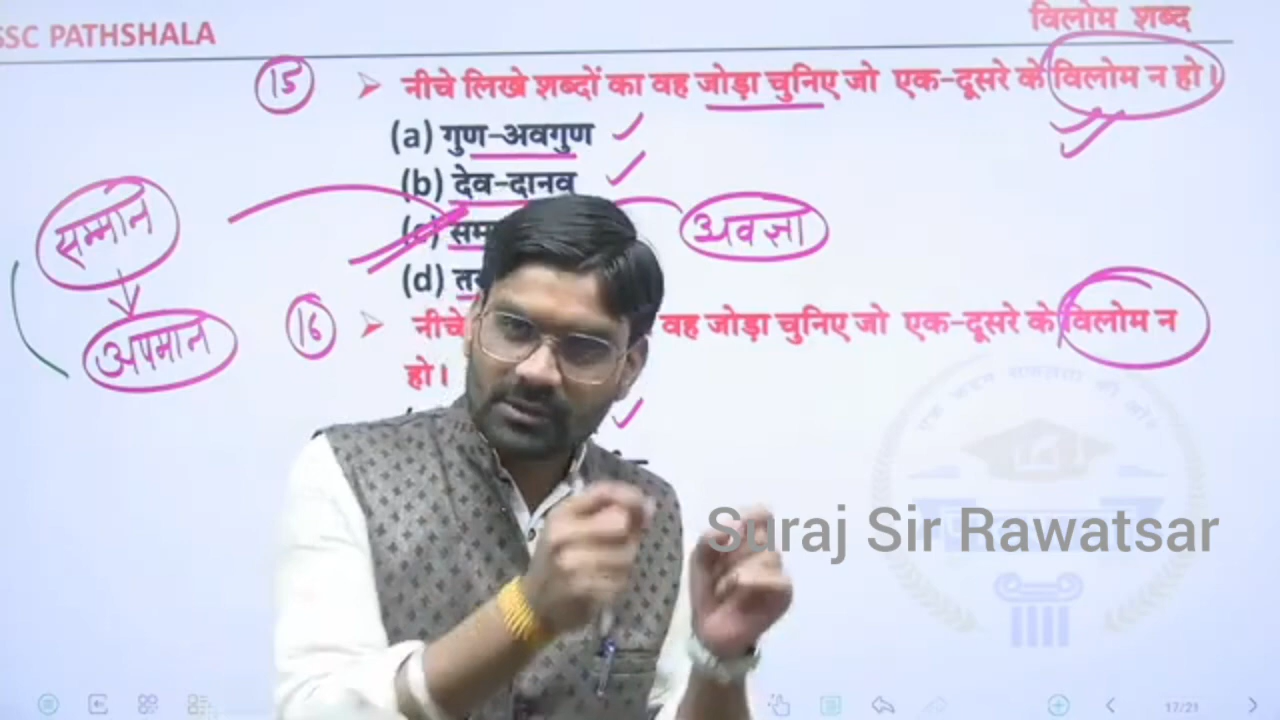 SSC PATHSHALA
विलोम शब्द
15 ➤ नीचे लिखे शब्दों का वह जोड़ा चुनिए जो एक-दूसरे के विलोम न हो।
(a) गुण-अवगुण
(b) देव-दानव
सम्मान
अवज्ञा
(d)
अपमान
16 ➤ नीचे वह जोड़ा चुनिए जो एक-दूसरे के विलोम न
हो।
Suraj Sir Rawatsar
17/21